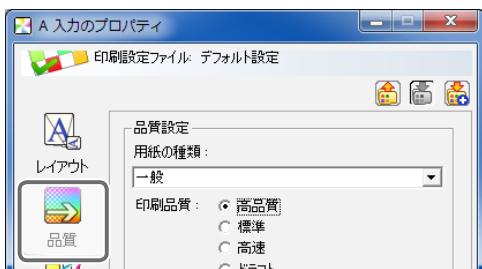 A 入力のプロパティ
印刷設定ファイル: デフォルト設定
レイアウト
品質設定
用紙の種類:
一般
品質
印刷品質: 高品質
標準
高速